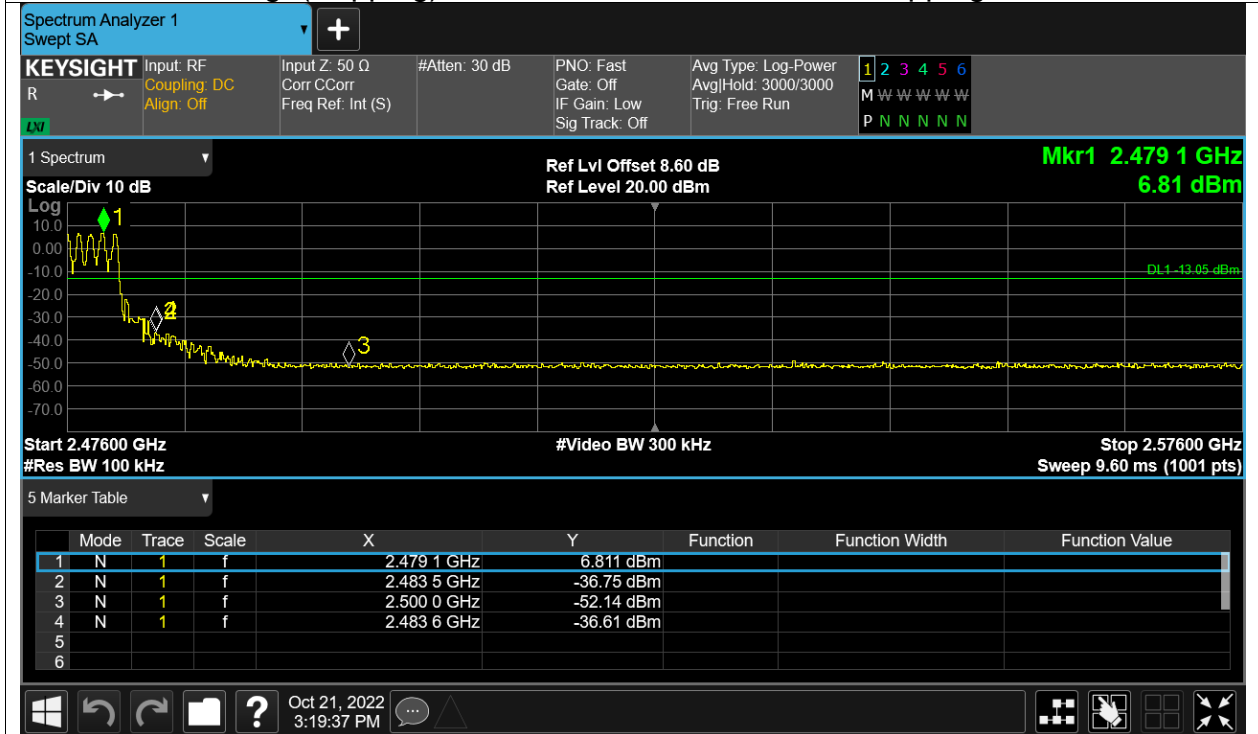 Spectrum Analyzer 1
Swept SA
+
KEYSIGHT Input: RF Input Z: 50 Ω #Atten: 30 dB PNO: Fast Avg Type: Log-Power 1 2 3 4 5 6
R Coupling: DC Corr CCorr Gate: Off Avg|Hold: 3000/3000 M W W W W W
Align: Off Freq Ref: Int (S) IF Gain: Low Trig: Free Run
LXI Sig Track: Off P N N N N N
1 Spectrum Ref Lvl Offset 8.60 dB Mkr1 2.479 1 GHz
Scale/Div 10 dB Ref Level 20.00 dBm 6.81 dBm
Log
1
10.0
0.00
-10.0 DL1 -13.05 dBm
-20.0
-30.0 2
-40.0 3
-50.0
-60.0
-70.0
Start 2.47600 GHz #Video BW 300 kHz Stop 2.57600 GHz
#Res BW 100 kHz Sweep 9.60 ms (1001 pts)
5 Marker Table
Mode Trace Scale X Y Function Function Width Function Value
1 N 1 f 2.479 1 GHz 6.811 dBm
2 N 1 f 2.483 5 GHz -36.75 dBm
3 N 1 f 2.500 0 GHz -52.14 dBm
4 N 1 f 2.483 6 GHz -36.61 dBm
5
6
? Oct 21, 2022
3:19:37 PM